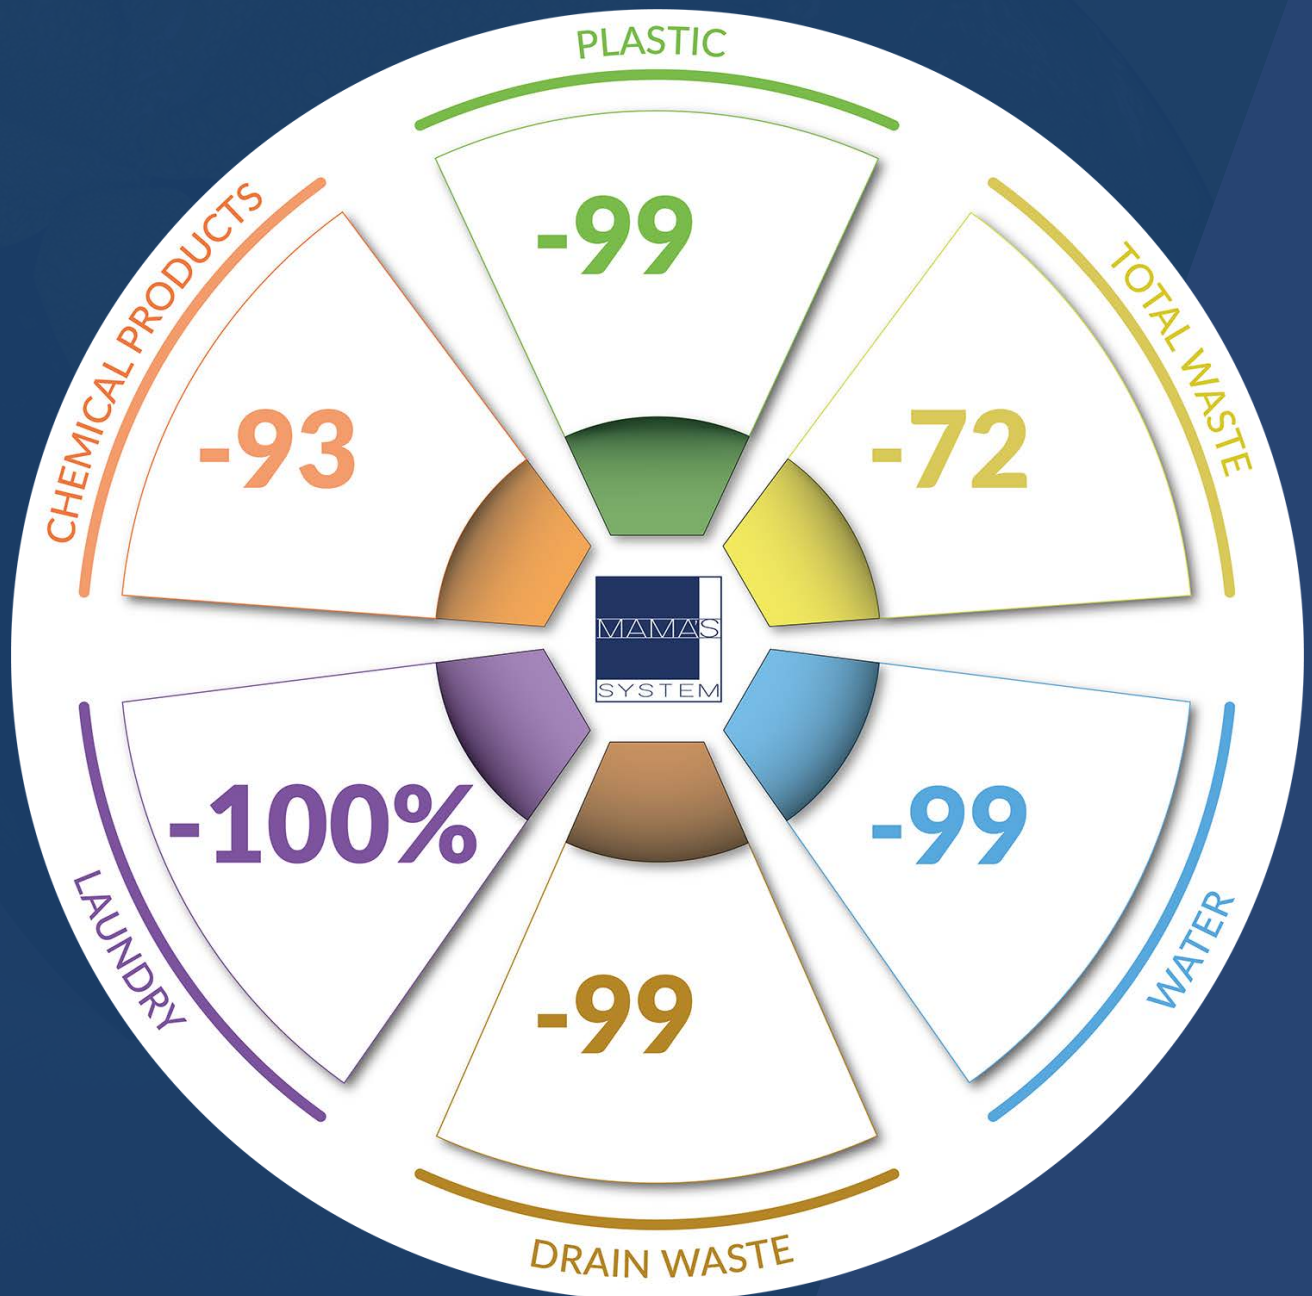 PLASTIC
-99
TOTAL WASTE
-72
WATER
-99
DRAIN WASTE
-99
LAUNDRY
-100%
CHEMICAL PRODUCTS
-93
MAMA'S
SYSTEM